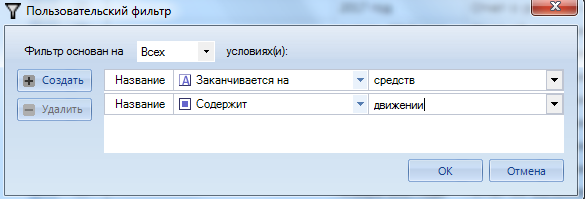 Пользовательский фильтр
Фильтр основан на Всех условиях(и):
Создать Название Заканчивается на средств
Удалить Название Содержит движении
ОК Отмена